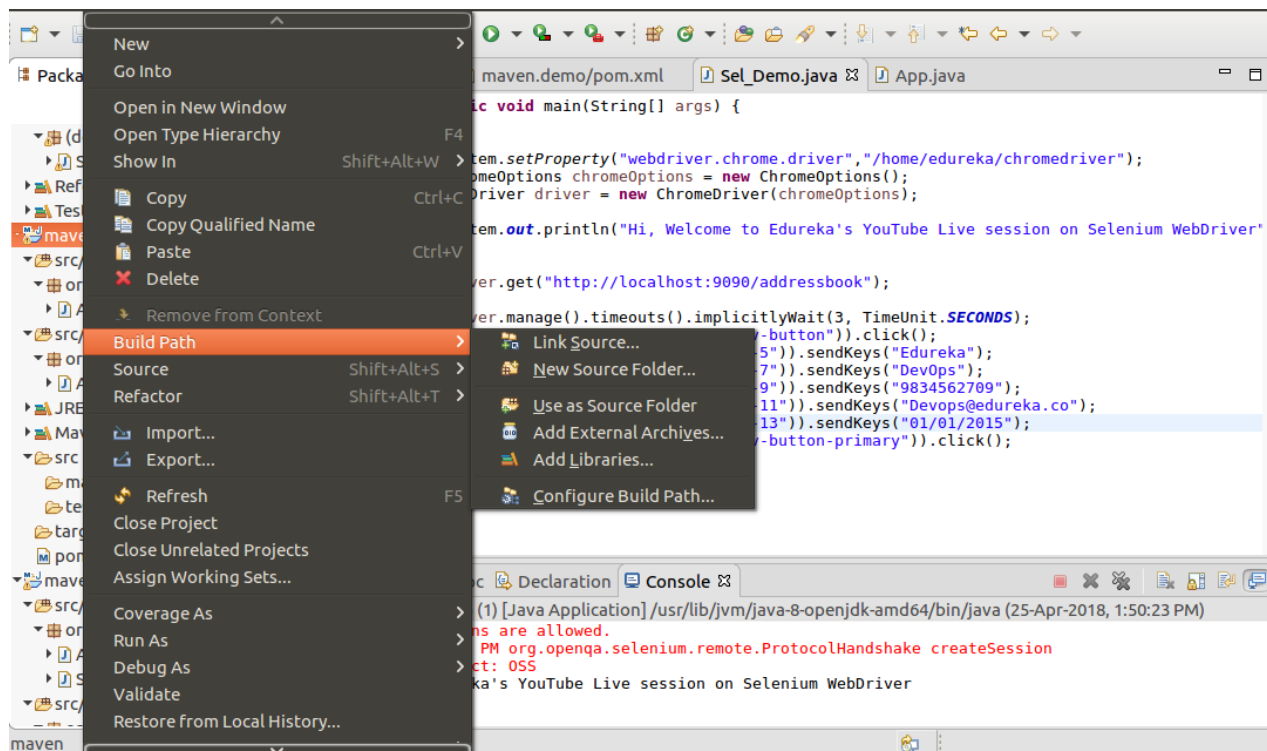 Packa
maven.demo/pom.xml
Sel_Demo.java
App.java
(d
S
Ref
Test
mave
src/
or
A
src/
or
A
JRE
Mav
src
ma
te
targ
pom
mave
src/
or
A
S
src/
New
Go Into
Open in New Window
Open Type Hierarchy F4
Show In Shift+Alt+W
Copy Ctrl+C
Copy Qualified Name
Paste Ctrl+V
Delete
Remove from Context
Build Path
Source Shift+Alt+S
Refactor Shift+Alt+T
Import...
Export...
Refresh F5
Close Project
Close Unrelated Projects
Assign Working Sets...
Coverage As
Run As
Debug As
Validate
Restore from Local History...
Link Source...
New Source Folder...
Use as Source Folder
Add External Archives...
Add Libraries...
Configure Build Path...
ic void main(String[] args) {
tem.setProperty("webdriver.chrome.driver","/home/edureka/chromedriver");
omeOptions chromeOptions = new ChromeOptions();
Driver driver = new ChromeDriver(chromeOptions);
tem.out.println("Hi, Welcome to Edureka's YouTube Live session on Selenium WebDriver"
ver.get("http://localhost:9090/addressbook");
ver.manage().timeouts().implicitlyWait(3, TimeUnit.SECONDS);
y-button")).click();
5")).sendKeys("Edureka");
7")).sendKeys("DevOps");
9")).sendKeys("9834562709");
11")).sendKeys("Devops@edureka.co");
13")).sendKeys("01/01/2015");
y-button-primary")).click();
oc Declaration Console
(1) [Java Application] /usr/lib/jvm/java-8-openjdk-amd64/bin/java (25-Apr-2018, 1:50:23 PM)
ns are allowed.
PM org.openqa.selenium.remote.ProtocolHandshake createSession
ct: OSS
ka's YouTube Live session on Selenium WebDriver
maven